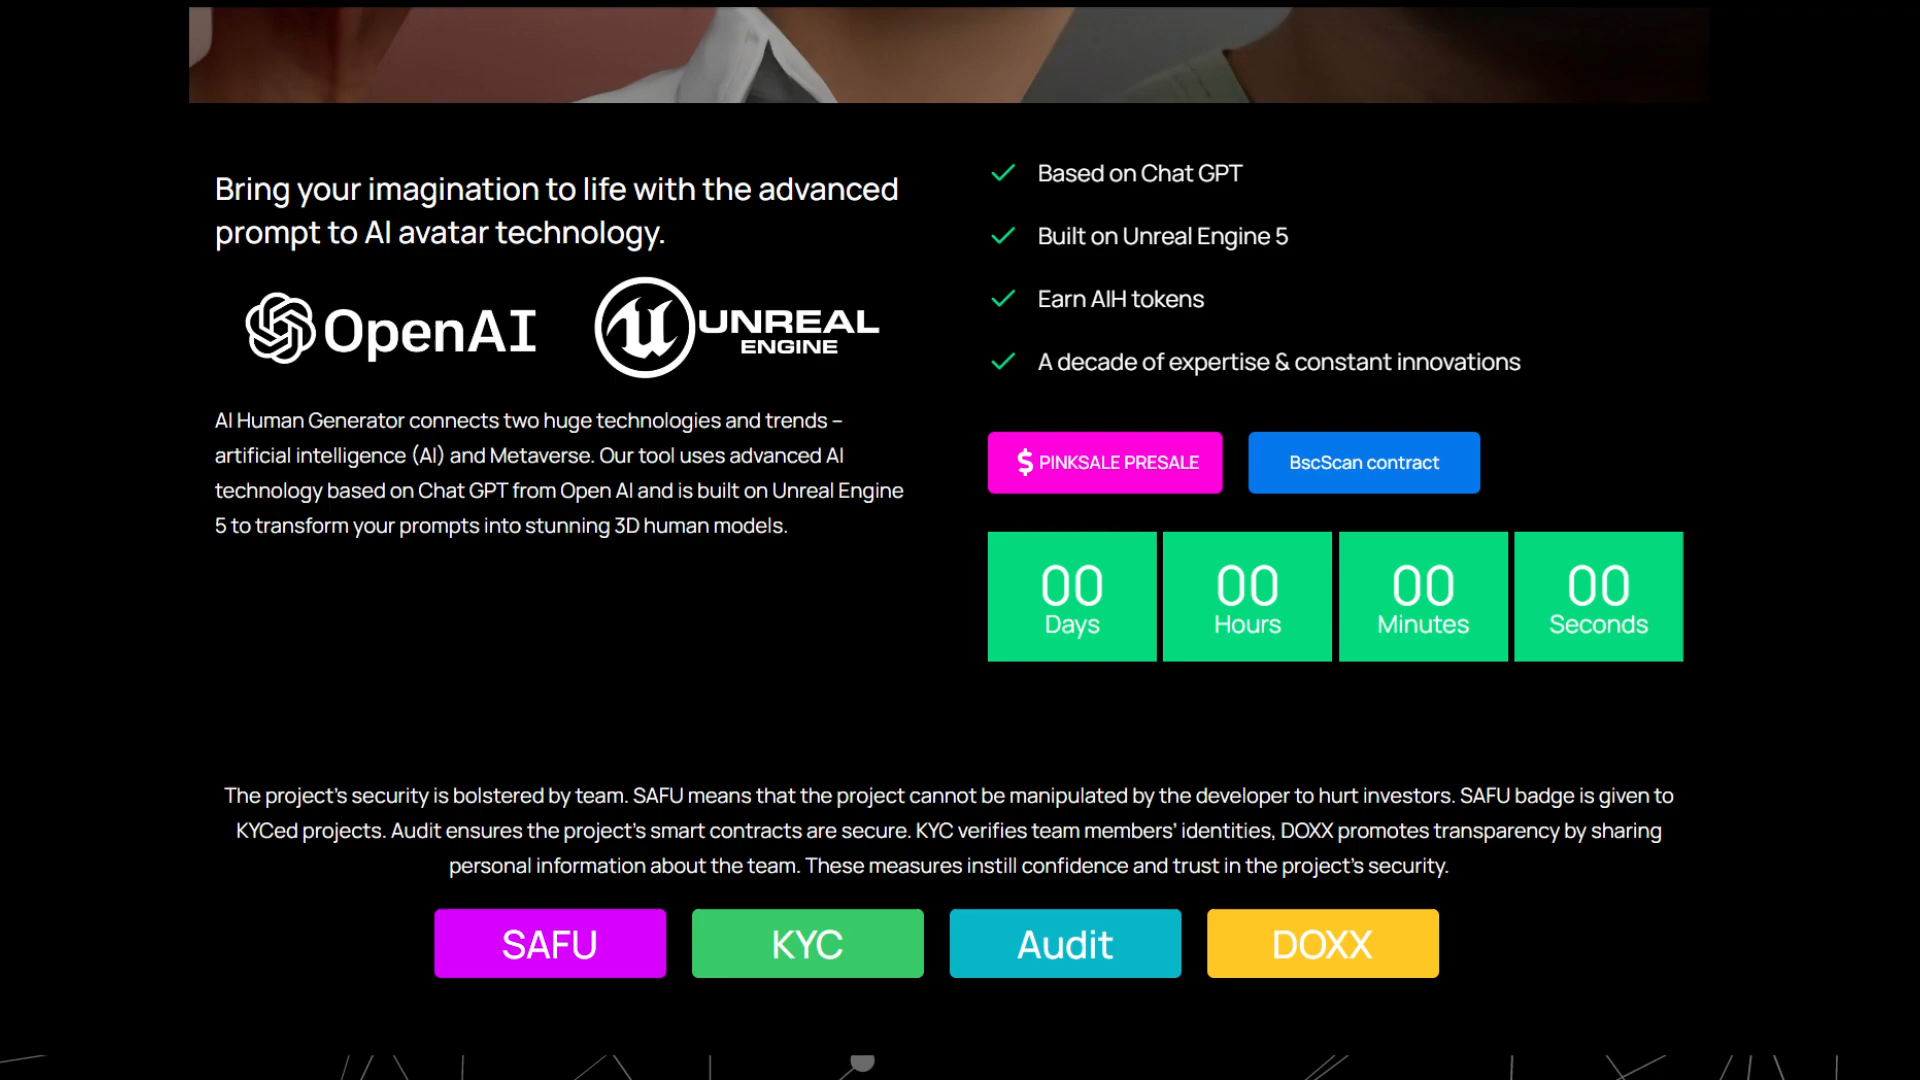 Bring your imagination to life with the advanced
prompt to AI avatar technology.
OpenAI
UNREAL
ENGINE
AI Human Generator connects two huge technologies and trends –
artificial intelligence (AI) and Metaverse. Our tool uses advanced AI
technology based on Chat GPT from Open AI and is built on Unreal Engine
5 to transform your prompts into stunning 3D human models.
Based on Chat GPT
Built on Unreal Engine 5
Earn AIH tokens
A decade of expertise & constant innovations
$ PINKSALE PRESALE
BscScan contract
00 00 00 00
Days Hours Minutes Seconds
The project's security is bolstered by team. SAFU means that the project cannot be manipulated by the developer to hurt investors. SAFU badge is given to
KYCed projects. Audit ensures the project's smart contracts are secure. KYC verifies team members' identities, DOXX promotes transparency by sharing
personal information about the team. These measures instill confidence and trust in the project's security.
SAFU
KYC
Audit
DOXX